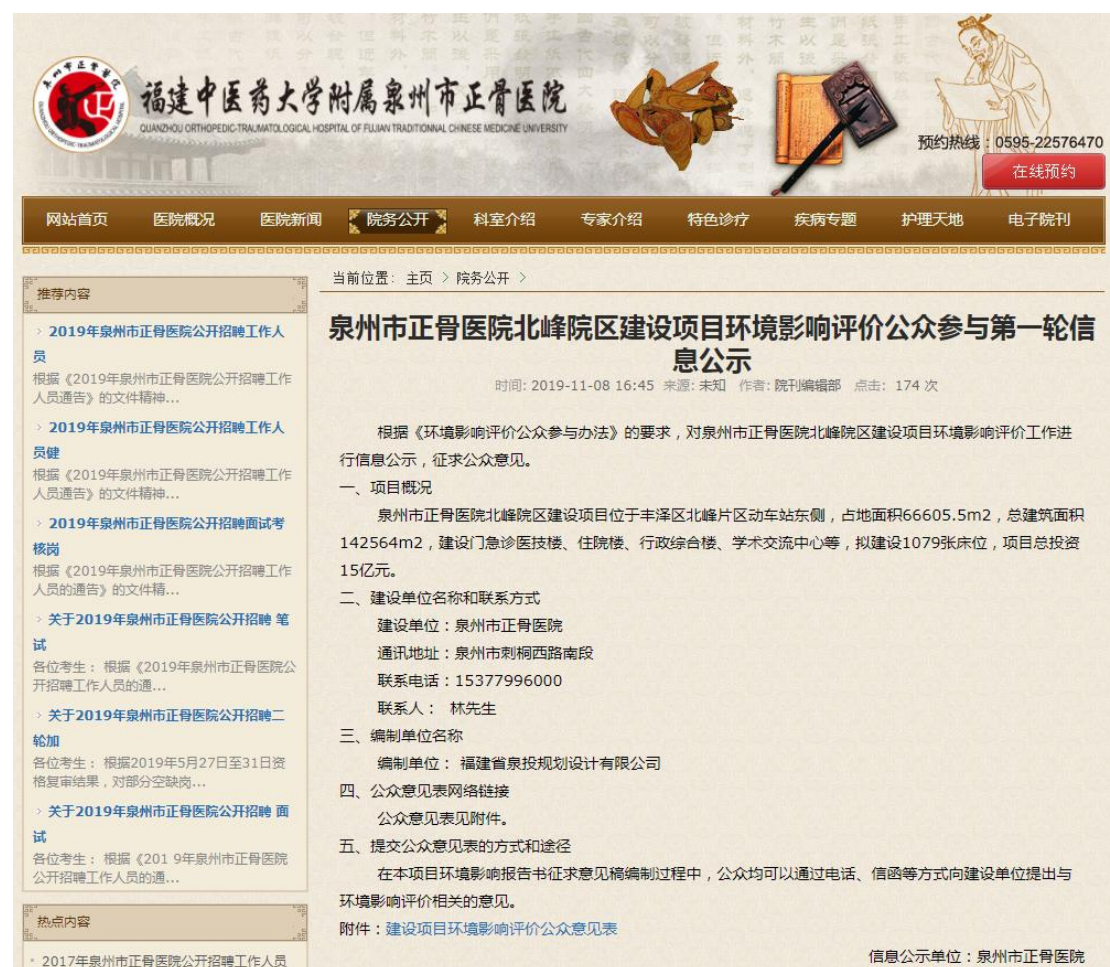 福建中医药大学附属泉州市正骨医院
QUANZHOU ORTHOPEDIC-TRAUMATOLOGICAL HOSPITAL OF FUJIAN TRADITIONNAL CHINESE MEDICINE UNIVERSITY
预约热线：0595-22576470
在线预约
网站首页 医院概况 医院新闻 院务公开 科室介绍 专家介绍 特色诊疗 疾病专题 护理天地 电子院刊
推荐内容
2019年泉州市正骨医院公开招聘工作人
员
根据《2019年泉州市正骨医院公开招聘工作
人员通告》的文件精神...
2019年泉州市正骨医院公开招聘工作人
员健
根据《2019年泉州市正骨医院公开招聘工作
人员通告》的文件精神...
2019年泉州市正骨医院公开招聘面试考
核岗
根据《2019年泉州市正骨医院公开招聘工作
人员的通告》的文件精...
关于2019年泉州市正骨医院公开招聘 笔
试
各位考生： 根据《2019年泉州市正骨医院公
开招聘工作人员的通...
关于2019年泉州市正骨医院公开招聘二
轮加
各位考生： 根据2019年5月27日至31日资
格复审结果，对部分空缺岗...
关于2019年泉州市正骨医院公开招聘 面
试
各位考生： 根据《201 9年泉州市正骨医院
公开招聘工作人员的通...
热点内容
2017年泉州市正骨医院公开招聘工作人员
当前位置： 主页 > 院务公开 >
泉州市正骨医院北峰院区建设项目环境影响评价公众参与第一轮信
息公示
时间: 2019-11-08 16:45 来源: 未知 作者: 院刊编辑部 点击: 174 次
根据《环境影响评价公众参与办法》的要求，对泉州市正骨医院北峰院区建设项目环境影响评价工作进
行信息公示，征求公众意见。
一、项目概况
泉州市正骨医院北峰院区建设项目位于丰泽区北峰片区动车站东侧，占地面积66605.5m2，总建筑面积
142564m2，建设门急诊医技楼、住院楼、行政综合楼、学术交流中心等，拟建设1079张床位，项目总投资
15亿元。
二、建设单位名称和联系方式
建设单位：泉州市正骨医院
通讯地址：泉州市刺桐西路南段
联系电话：15377996000
联系人： 林先生
三、编制单位名称
编制单位： 福建省泉投规划设计有限公司
四、公众意见表网络链接
公众意见表见附件。
五、提交公众意见表的方式和途径
在本项目环境影响报告书征求意见稿编制过程中，公众均可以通过电话、信函等方式向建设单位提出与
环境影响评价相关的意见。
附件：建设项目环境影响评价公众意见表
信息公示单位：泉州市正骨医院